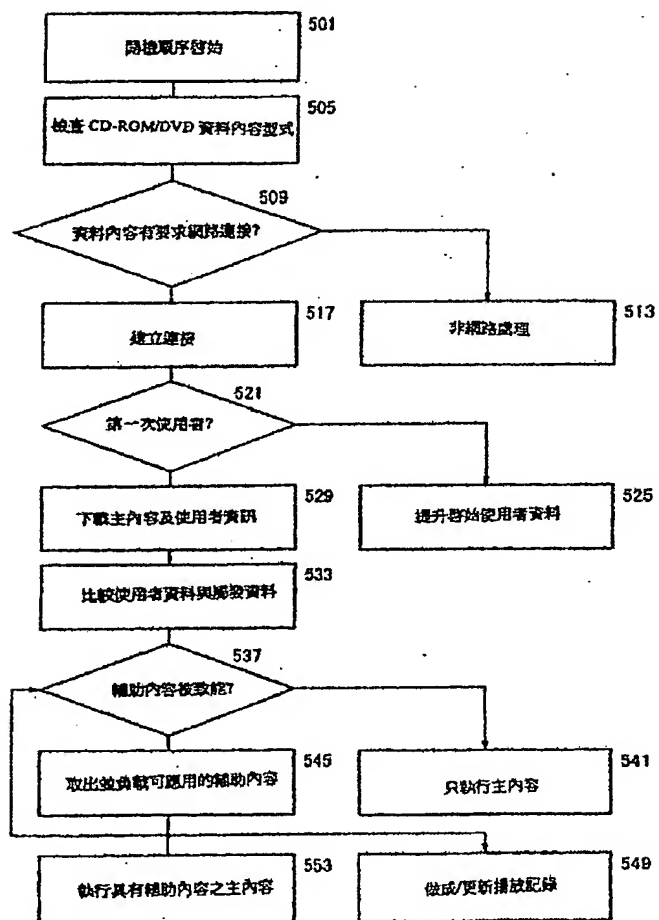 501
開機順序啓始
505
檢查 CD-ROM/DVD 資料內容型式
509
資料內容有要求網路連接?
517
建立連接
513
非網路處理
521
第一次使用者?
529
下載主內容及使用者資訊
525
提升啓始使用者資料
533
比較使用者資料與觸發資料
537
輔助內容被致能?
545
取出並負載可應用的輔助內容
541
只執行主內容
553
執行具有輔助內容之主內容
549
做成/更新播放記錄